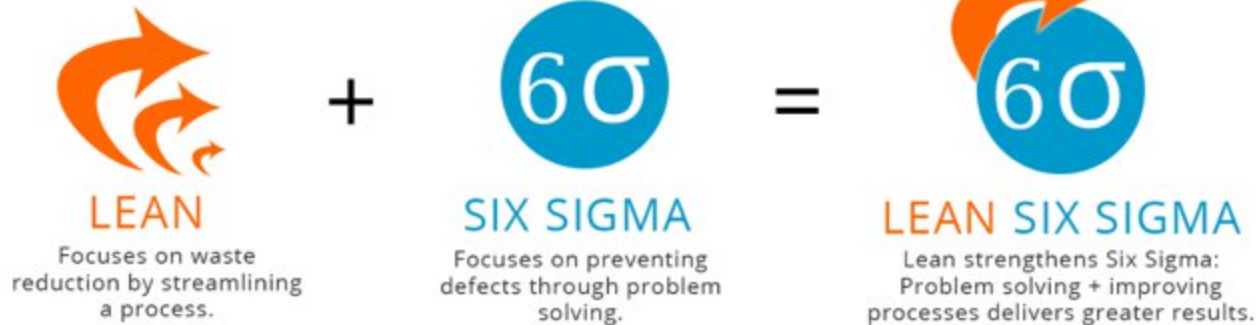 +
6σ
=
6σ
LEAN
Focuses on waste
reduction by streamlining
a process.
SIX SIGMA
Focuses on preventing
defects through problem
solving.
LEAN SIX SIGMA
Lean strengthens Six Sigma:
Problem solving + improving
processes delivers greater results.